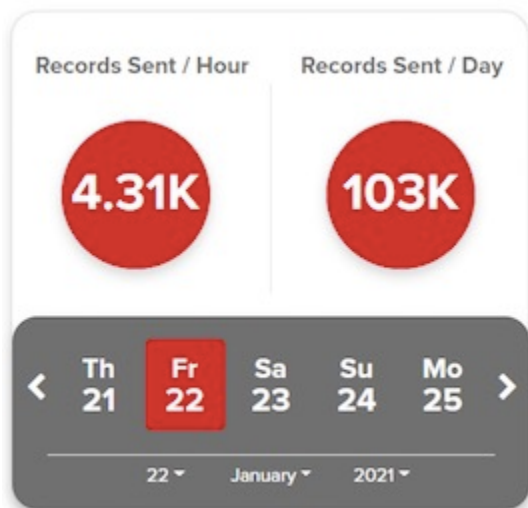 Records Sent / Hour
Records Sent / Day
4.31K
103K
Th Fr Sa Su Mo
21 22 23 24 25
22 January 2021